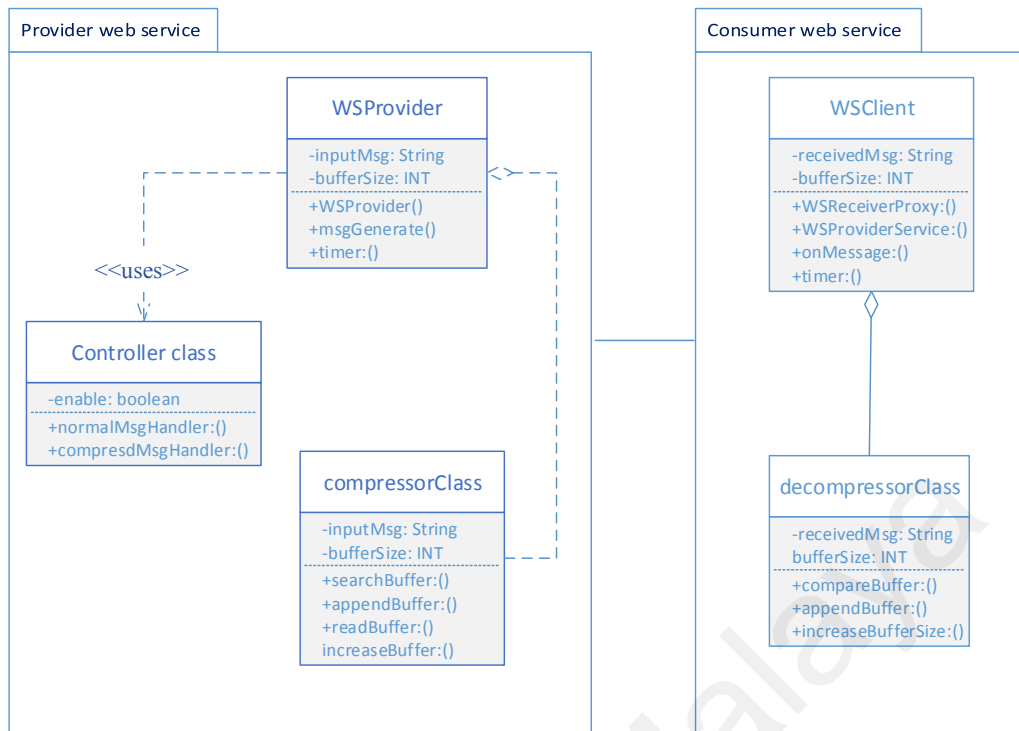 Provider web service
WSProvider
-inputMsg: String
-bufferSize: INT
+WSProvider()
+msgGenerate()
+timer:()
<<uses>>
Controller class
-enable: boolean
+normalMsgHandler:()
+compresdMsgHandler:()
compressorClass
-inputMsg: String
-bufferSize: INT
+searchBuffer:()
+appendBuffer:()
+readBuffer:()
increaseBuffer:()
Consumer web service
WSClient
-receivedMsg: String
-bufferSize: INT
+WSReceiverProxy:()
+WSProviderService:()
+onMessage:()
+timer:()
decompressorClass
-receivedMsg: String
bufferSize: INT
+compareBuffer:()
+appendBuffer:()
+increaseBufferSize:()
alaya